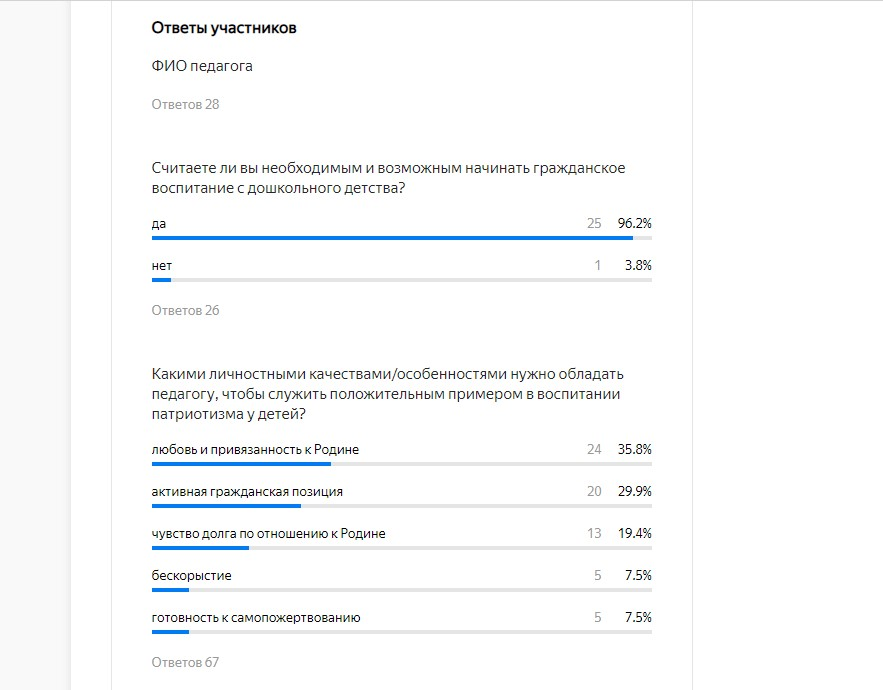 Ответы участников
ФИО педагога
Ответов 28
Считаете ли вы необходимым и возможным начинать гражданское
воспитание с дошкольного детства?
да 25 96.2%
нет 1 3.8%
Ответов 26
Какими личностными качествами/особенностями нужно обладать
педагогу, чтобы служить положительным примером в воспитании
патриотизма у детей?
любовь и привязанность к Родине 24 35.8%
активная гражданская позиция 20 29.9%
чувство долга по отношению к Родине 13 19.4%
бескорыстие 5 7.5%
готовность к самопожертвованию 5 7.5%
Ответов 67